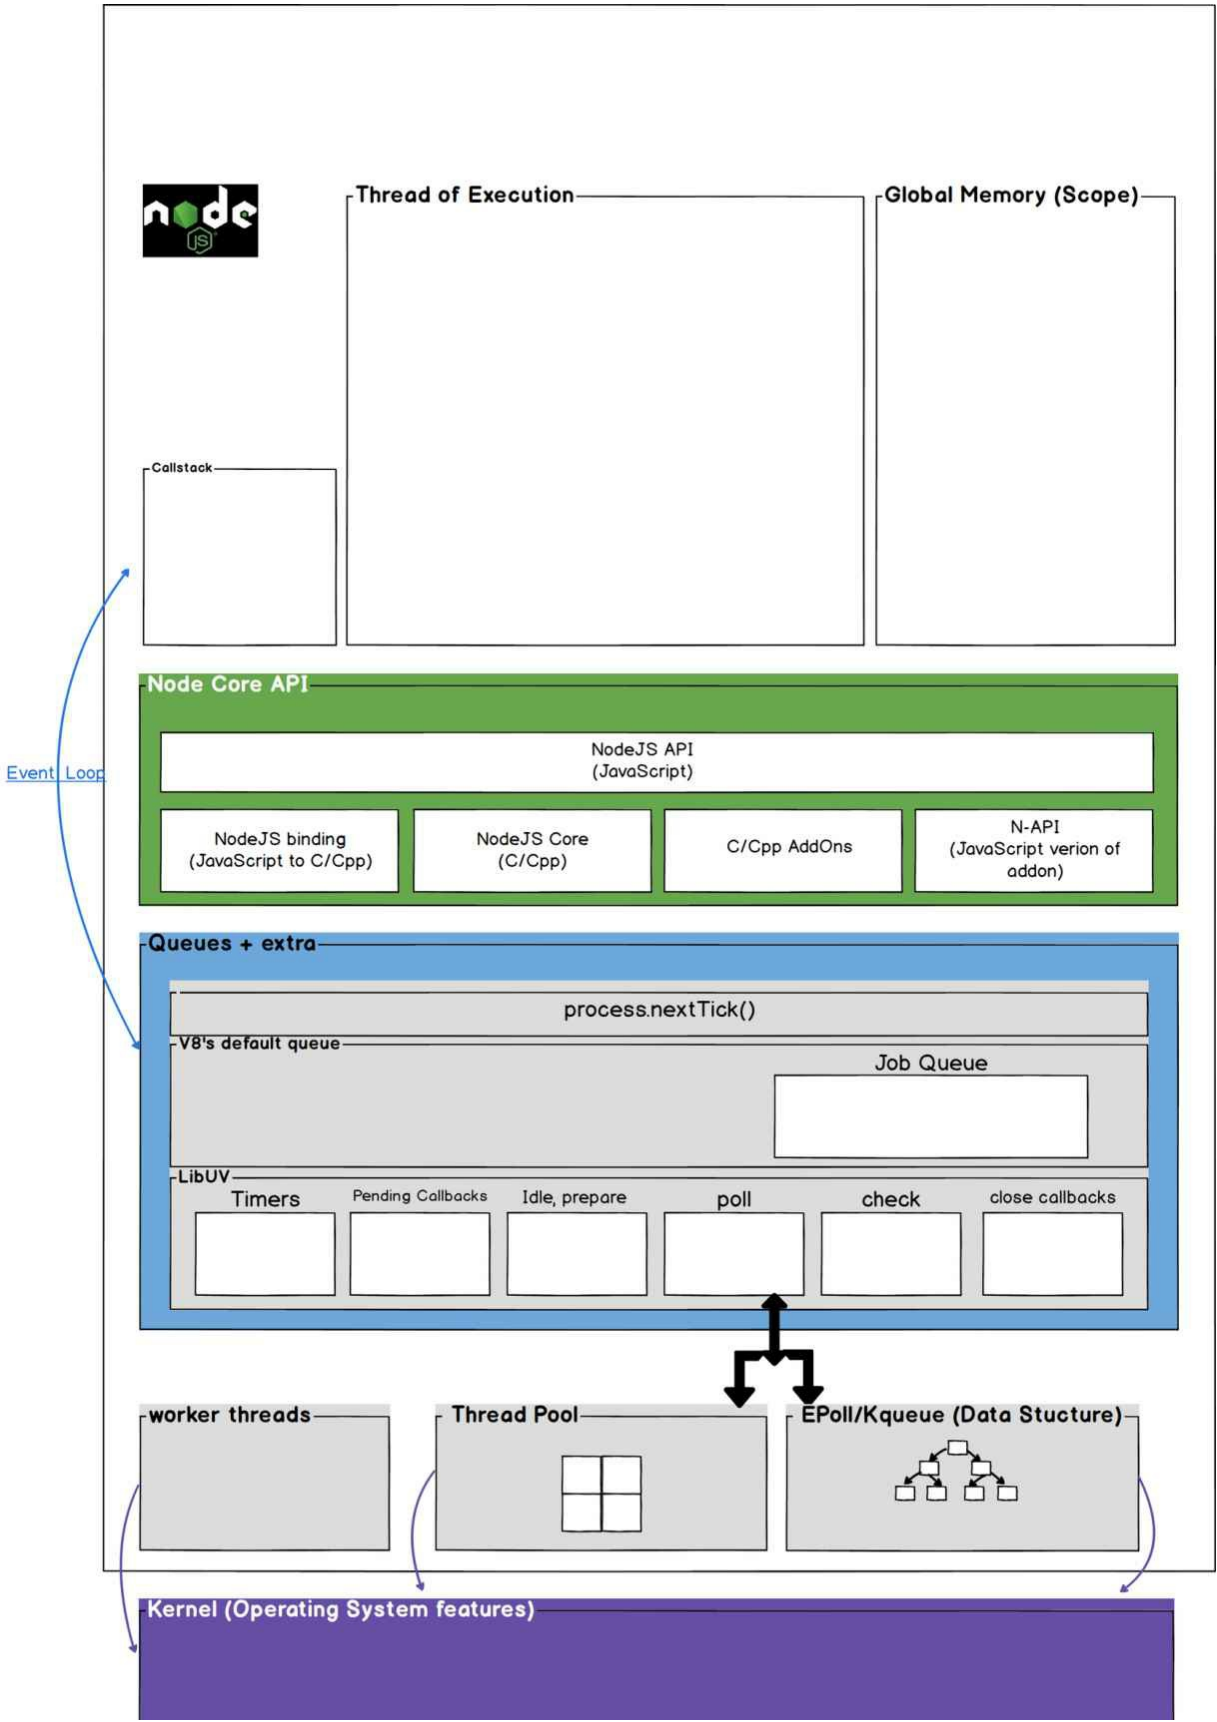 node
JS
Thread of Execution
Global Memory (Scope)
Callstack
Event Loop
Node Core API
NodeJS API
(JavaScript)
NodeJS binding
(JavaScript to C/Cpp)
NodeJS Core
(C/Cpp)
C/Cpp AddOns
N-API
(JavaScript verion of
addon)
Queues + extra
process.nextTick()
V8's default queue
Job Queue
LibUV
Timers
Pending Callbacks
Idle, prepare
poll
check
close callbacks
worker threads
Thread Pool
EPoll/Kqueue (Data Stucture)
Kernel (Operating System features)